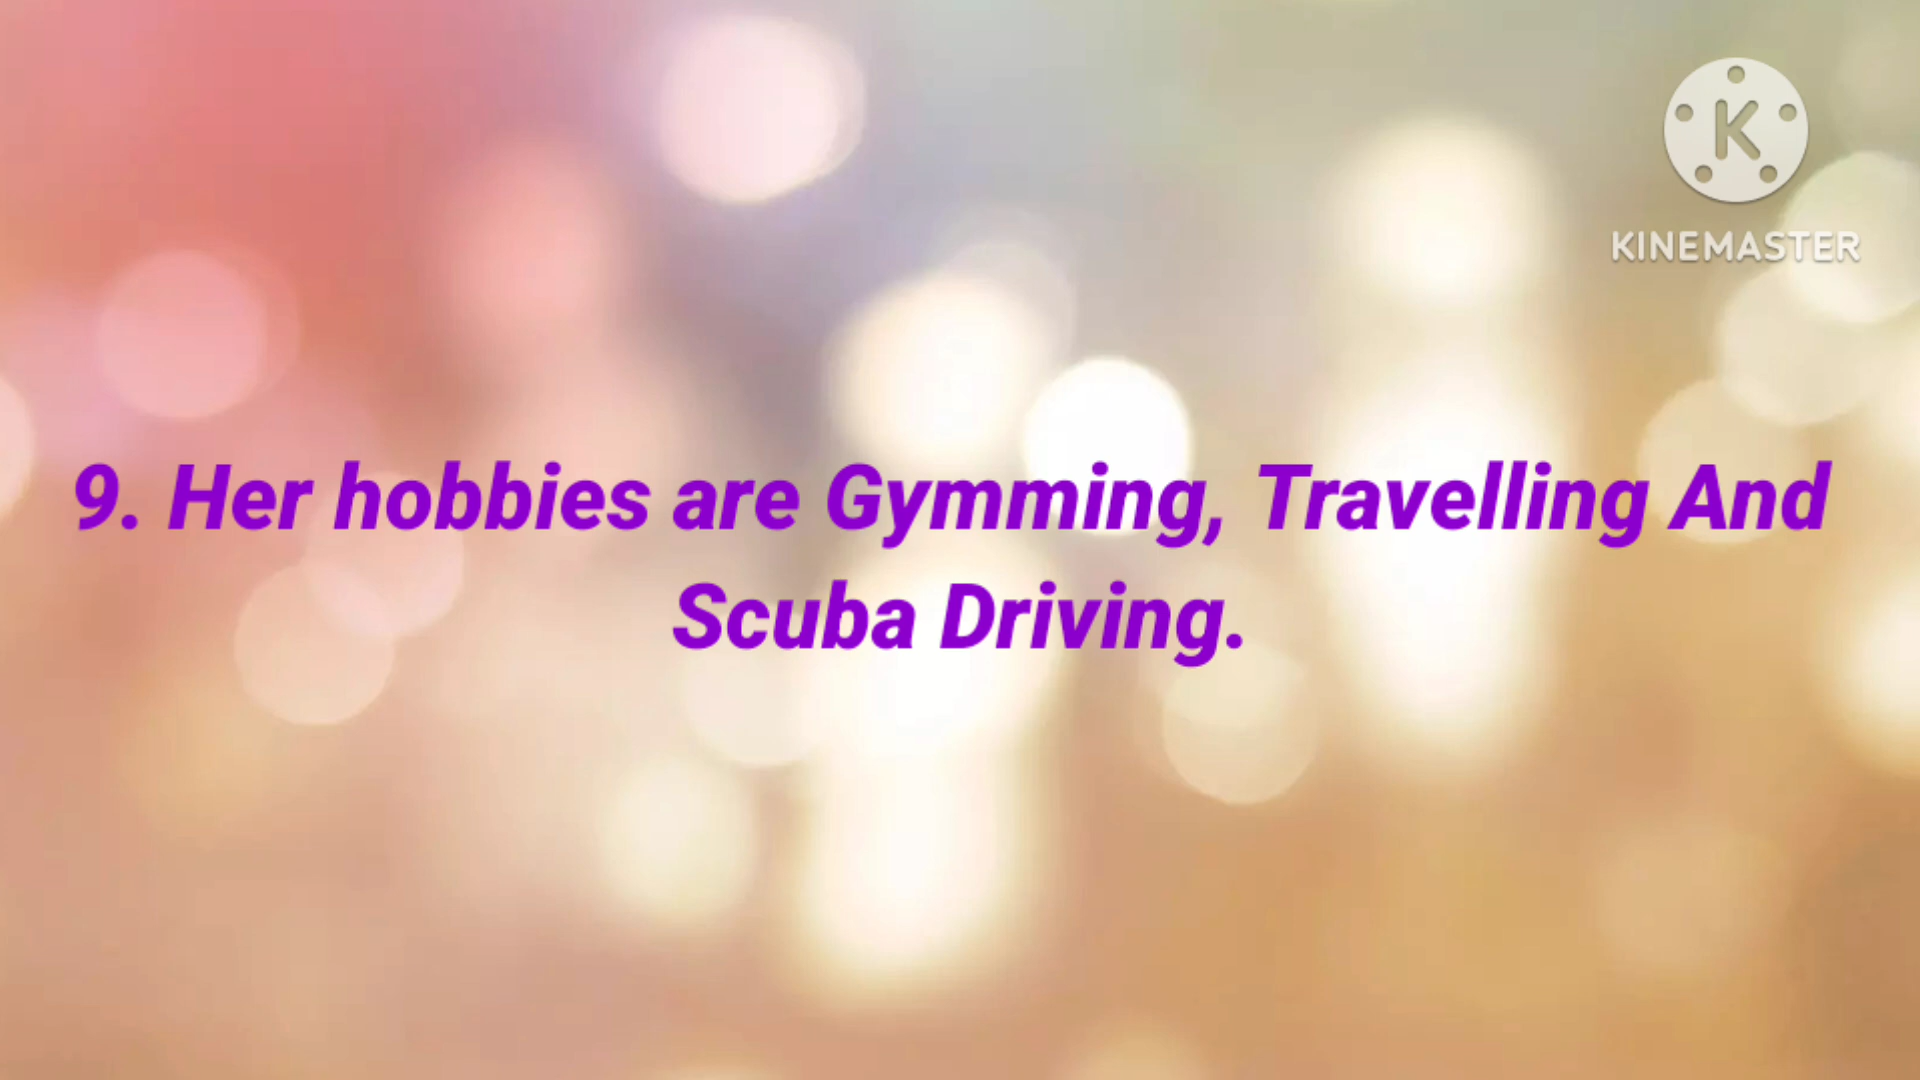 K
KINEMASTER
9. Her hobbies are Gymming, Travelling And
Scuba Driving.